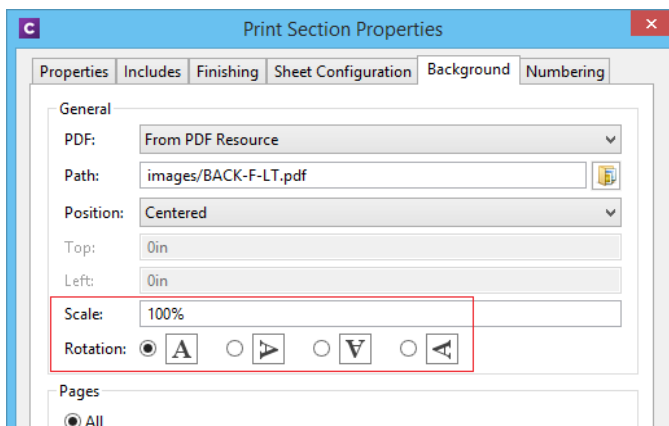 C
Print Section Properties
×
Properties Includes Finishing Sheet Configuration Background Numbering
General
PDF: From PDF Resource
Path: images/BACK-F-LT.pdf
Position: Centered
Top: 0in
Left: 0in
Scale: 100%
Rotation: A A A A
Pages
All